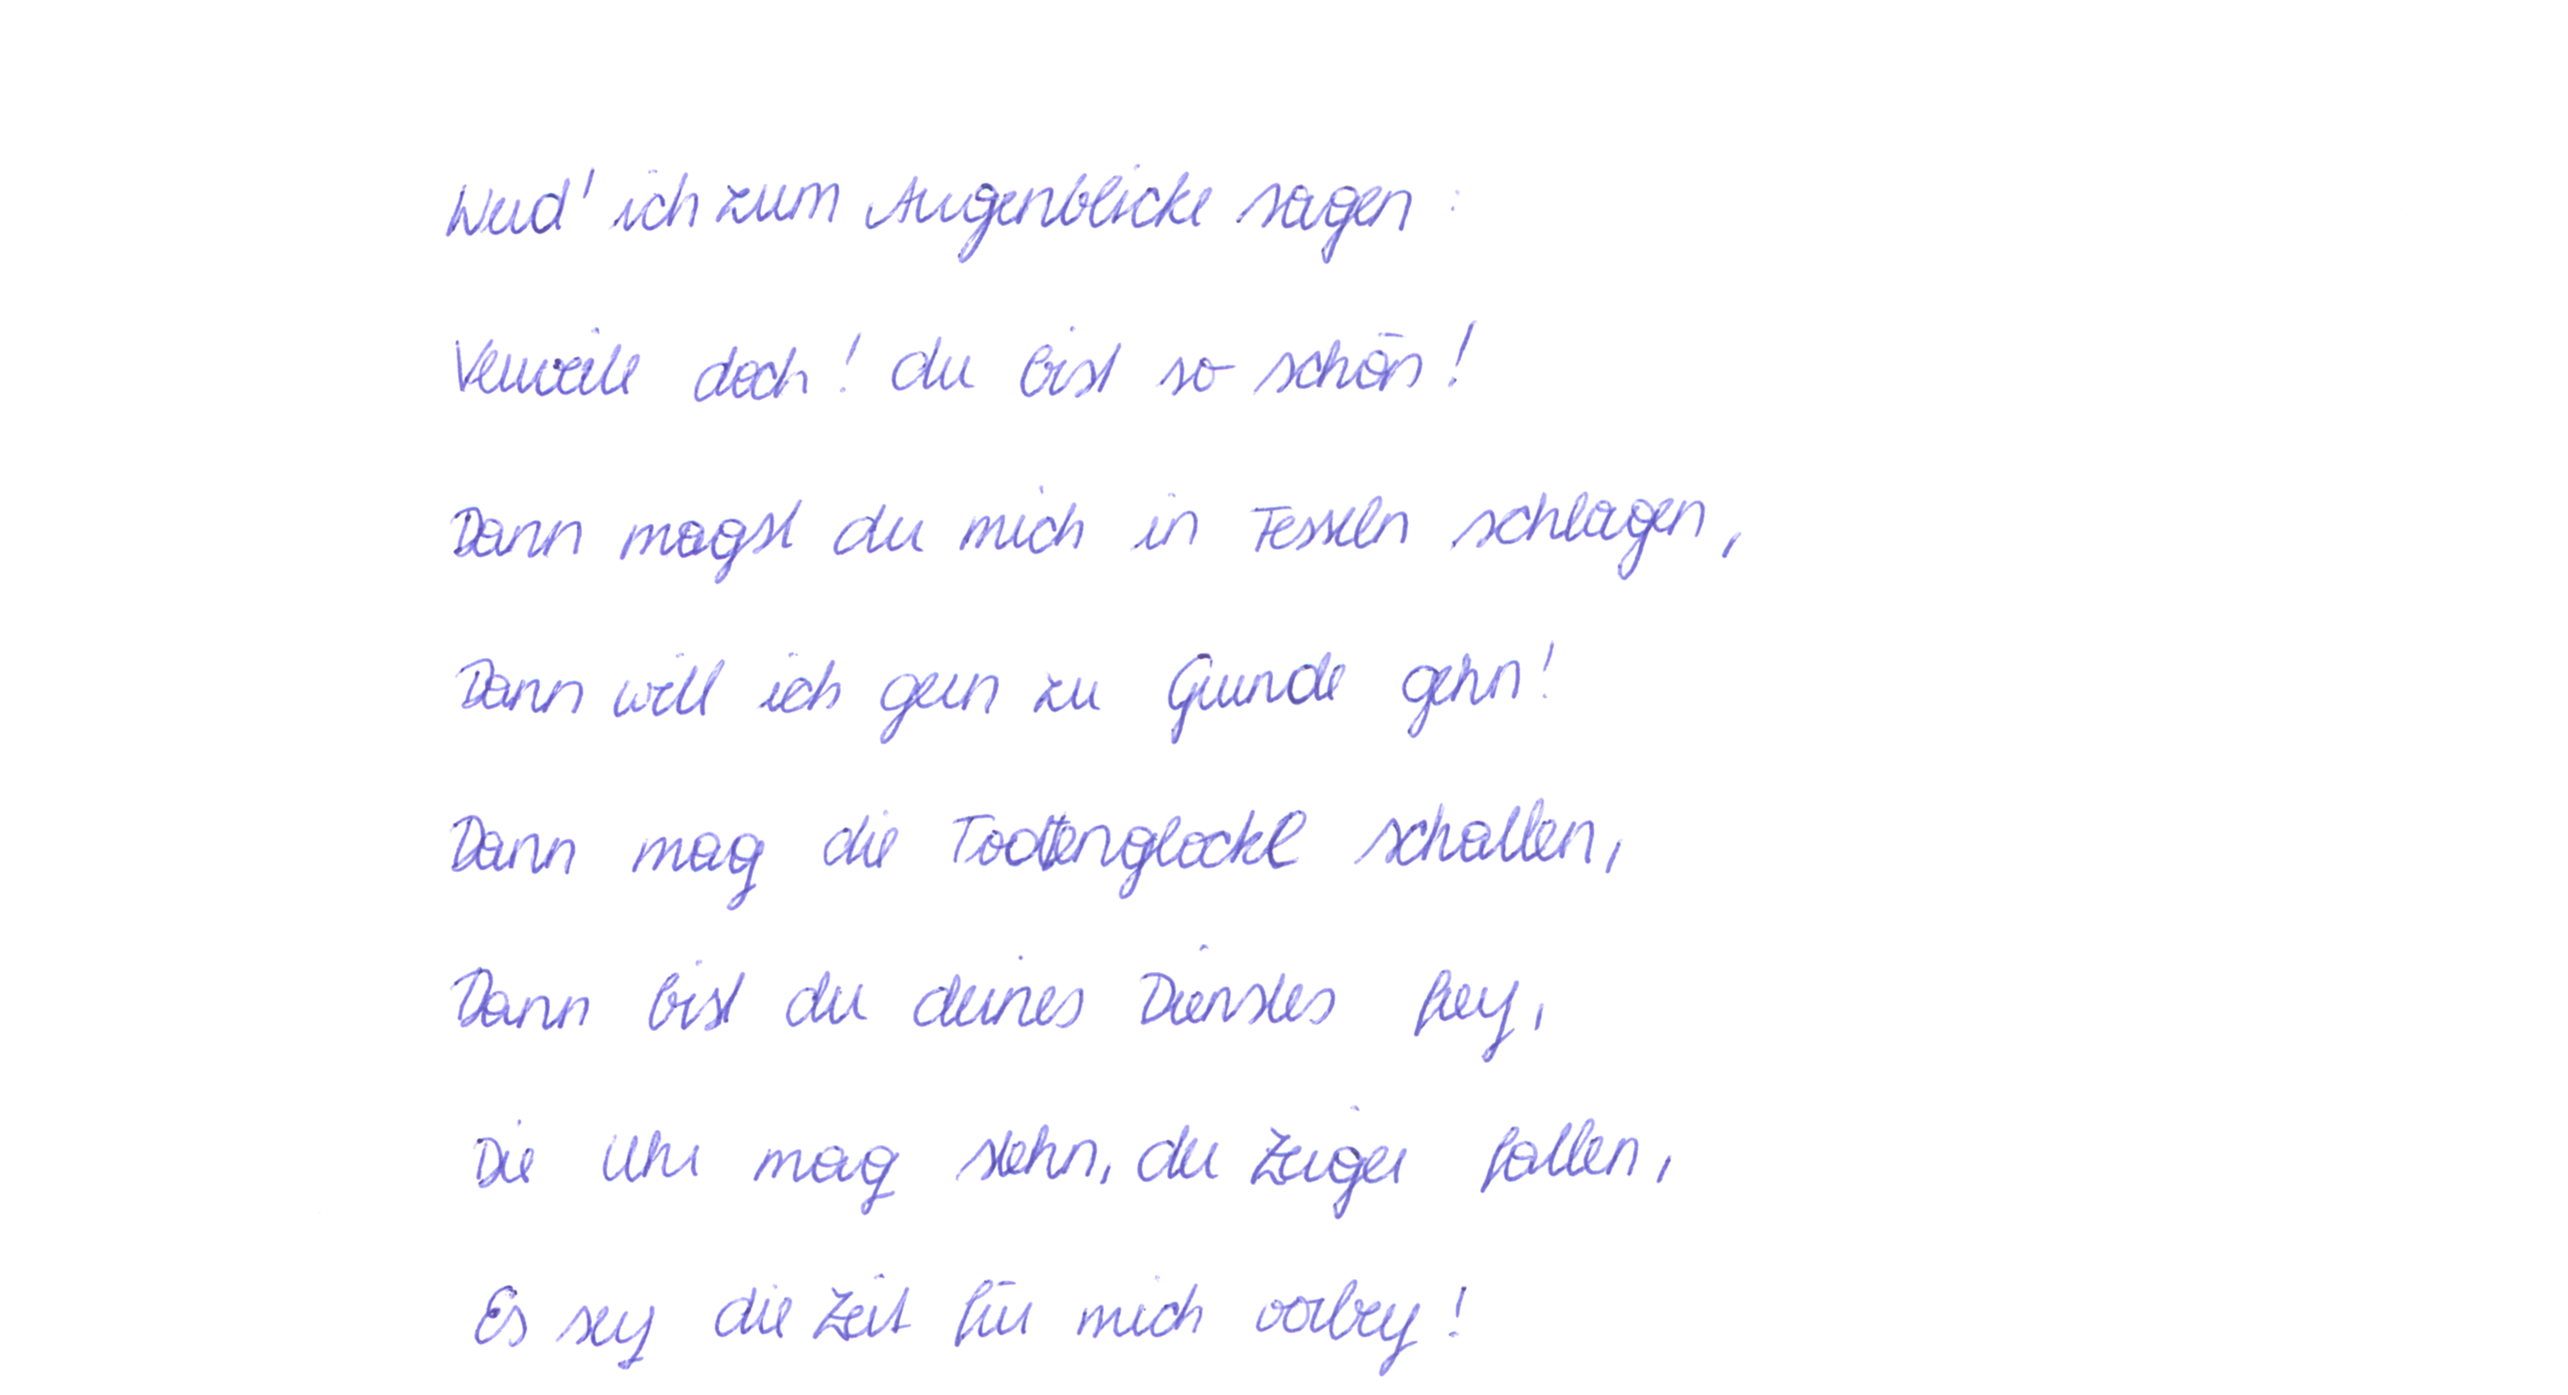 Werd' ich zum Augenblicke sagen:
Verweile doch! du bist so schön!
Dann magst du mich in Fesseln schlagen,
Dann will ich gern zu Grunde gehn!
Dann mag die Todtenglocke schallen,
Dann bist du deines Dienstes frey,
Die Uhr mag stehn, der Zeiger fallen,
Es sey die Zeit für mich vorbey!